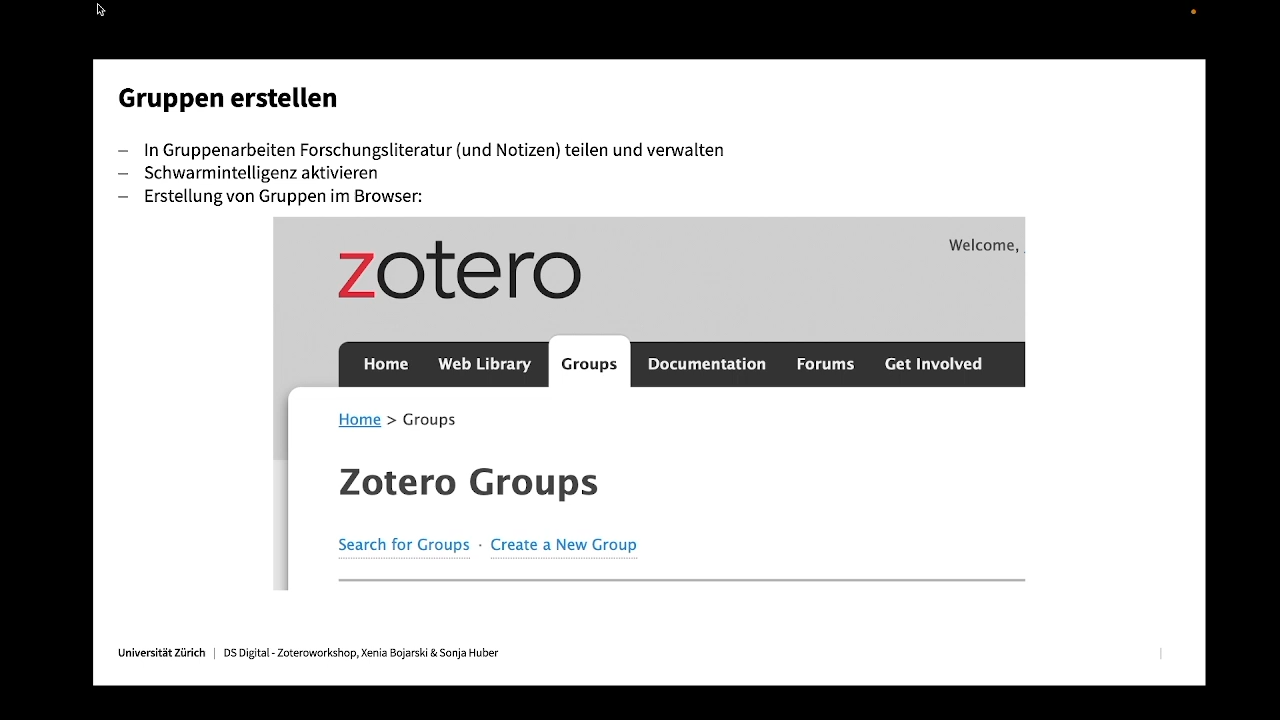 Gruppen erstellen
– In Gruppenarbeiten Forschungsliteratur (und Notizen) teilen und verwalten
– Schwarmintelligenz aktivieren
– Erstellung von Gruppen im Browser:
Welcome,
zotero
Home Web Library Groups Documentation Forums Get Involved
Home > Groups
Zotero Groups
Search for Groups · Create a New Group
Universität Zürich | DS Digital - Zoteroworkshop, Xenia Bojarski & Sonja Huber |